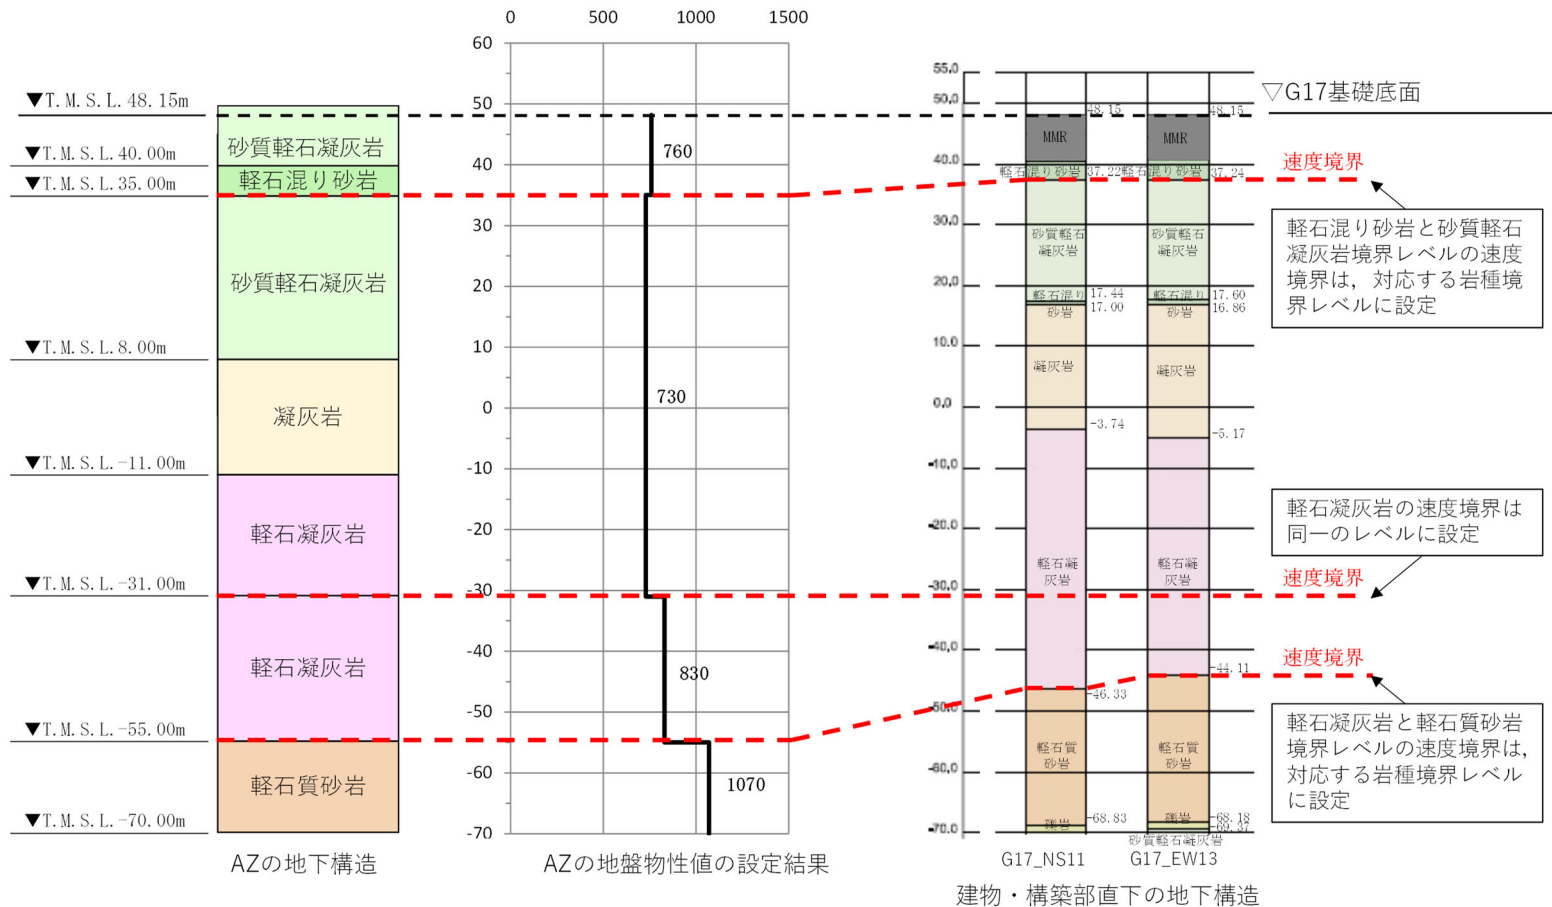 ▼T.M.S.L.48.15m
▼T.M.S.L.40.00m
▼T.M.S.L.35.00m
▼T.M.S.L.8.00m
▼T.M.S.L.-11.00m
▼T.M.S.L.-31.00m
▼T.M.S.L.-55.00m
▼T.M.S.L.-70.00m
砂質軽石凝灰岩
軽石混り砂岩
砂質軽石凝灰岩
凝灰岩
軽石凝灰岩
軽石凝灰岩
軽石質砂岩
AZの地下構造
0 500 1000 1500
60
50
40
30
20
10
0
-10
-20
-30
-40
-50
-60
-70
760
730
830
1070
AZの地盤物性値の設定結果
55.0
50.0
40.0
30.0
20.0
10.0
0.0
-10.0
-20.0
-30.0
-40.0
-50.0
-60.0
-70.0
48.15
MMR
軽石混り砂岩
37.22
砂質軽石
凝灰岩
17.44
軽石混り
17.00
砂岩
凝灰岩
-3.74
軽石凝
灰岩
-46.33
軽石質
砂岩
-68.83
礫岩
G17_NS11
48.15
MMR
軽石混り砂岩
37.24
砂質軽石
凝灰岩
17.60
軽石混り
16.86
砂岩
凝灰岩
-5.17
軽石凝
灰岩
-44.11
軽石質
砂岩
-68.18
礫岩
-69.37
砂質軽石凝灰岩
G17_EW13
建物・構築部直下の地下構造
▽G17基礎底面
速度境界
軽石混り砂岩と砂質軽石
凝灰岩境界レベルの速度
境界は，対応する岩種境
界レベルに設定
軽石凝灰岩の速度境界は
同一のレベルに設定
速度境界
速度境界
軽石凝灰岩と軽石質砂岩
境界レベルの速度境界は，
対応する岩種境界レベル
に設定